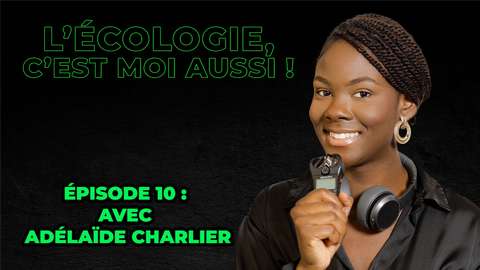 L'ÉCOLOGIE,
C'EST MOI AUSSI !
ÉPISODE 10 :
AVEC
ADÉLAÏDE CHARLIER